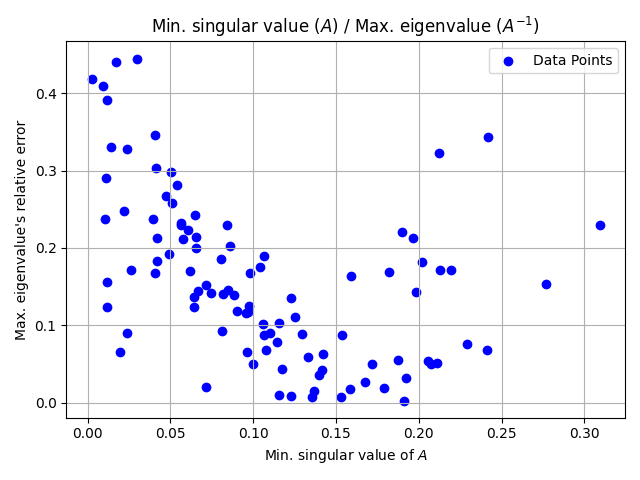 Min. singular value (A) / Max. eigenvalue (A⁻¹)
Data Points
Max. eigenvalue's relative error
0.4
0.3
0.2
0.1
0.0
0.00 0.05 0.10 0.15 0.20 0.25 0.30
Min. singular value of A